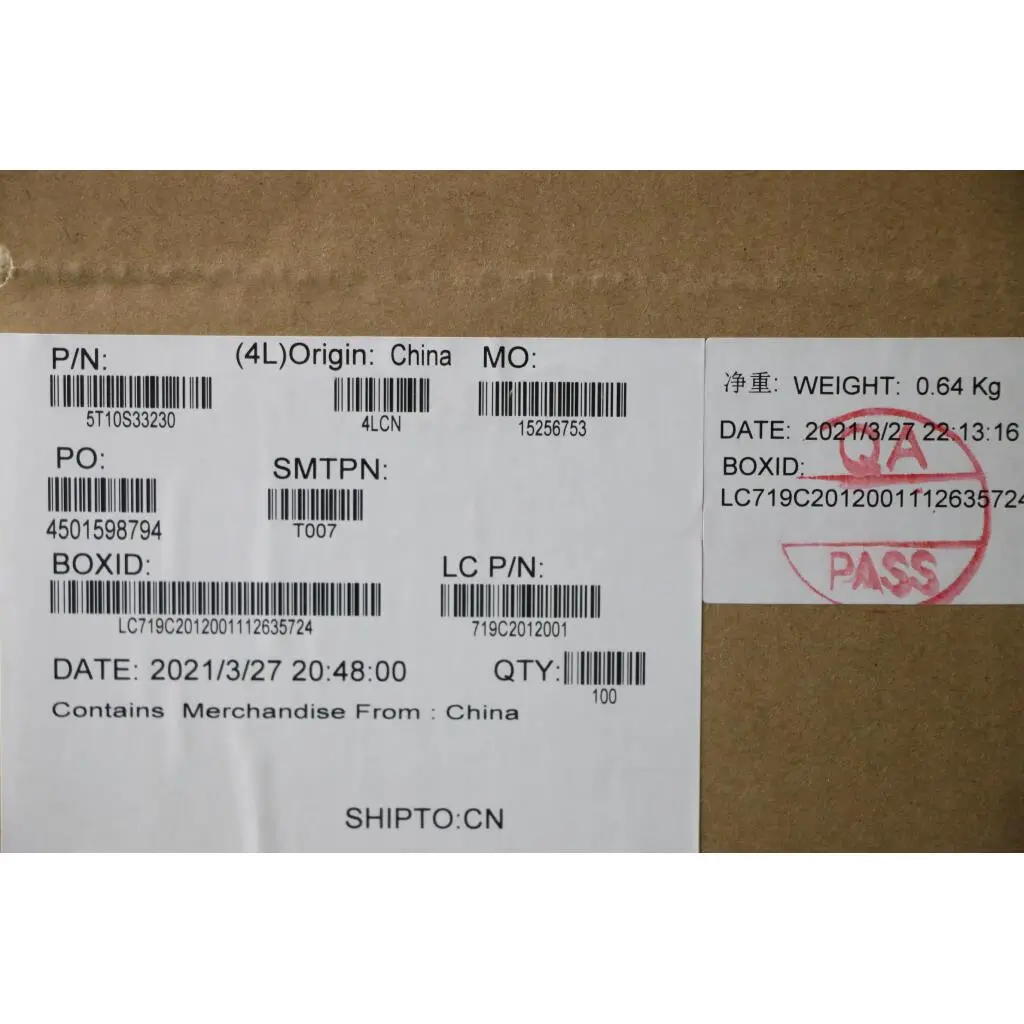 P/N: (4L)Origin: China MO:
5T10S33230 4LCN 15256753
PO: SMTPN:
4501598794 T007
BOXID: LC P/N:
LC719C2012001112635724 719C2012001
DATE: 2021/3/27 20:48:00 QTY:
100
Contains Merchandise From : China
SHIPTO:CN
净重: WEIGHT: 0.64 Kg
DATE: 2021/3/27 22:13:16
BOXID:
LC719C2012001112635724
QA
PASS